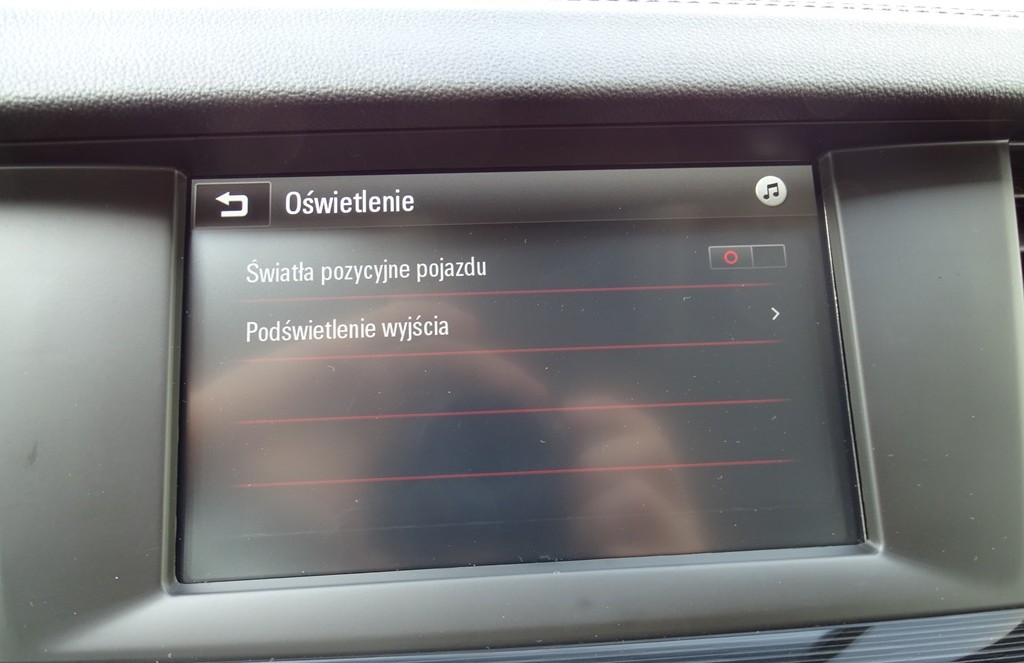 Oświetlenie
Światła pozycyjne pojazdu
Podświetlenie wyjścia